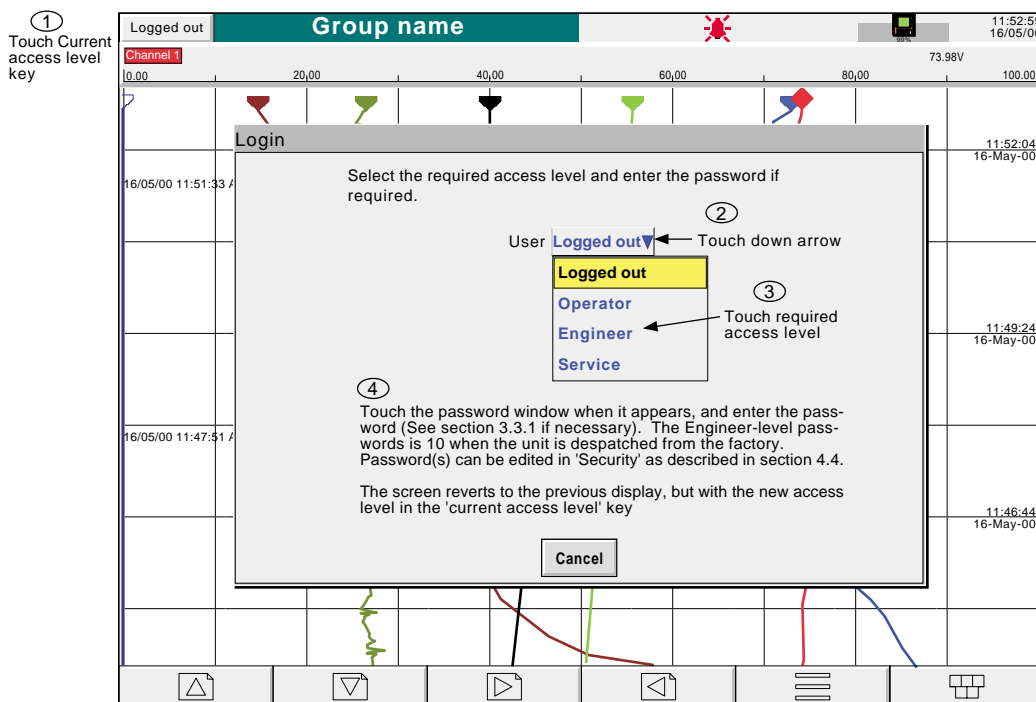 1
Touch Current
access level
key
Logged out
Group name
99%
11:52:5
16/05/0
Channel 1
73.98V
0.00
20,00
40,00
60,00
80,00
100.00
Login
11:52:04
16-May-00
16/05/00 11:51:33
Select the required access level and enter the password if
required.
2
User Logged out
Touch down arrow
Logged out
Operator
Engineer
Service
3
Touch required
access level
11:49:24
16-May-00
4
Touch the password window when it appears, and enter the pass-
word (See section 3.3.1 if necessary). The Engineer-level pass-
words is 10 when the unit is despatched from the factory.
Password(s) can be edited in 'Security' as described in section 4.4.
16/05/00 11:47:51
The screen reverts to the previous display, but with the new access
level in the 'current access level' key
11:46:44
16-May-00
Cancel